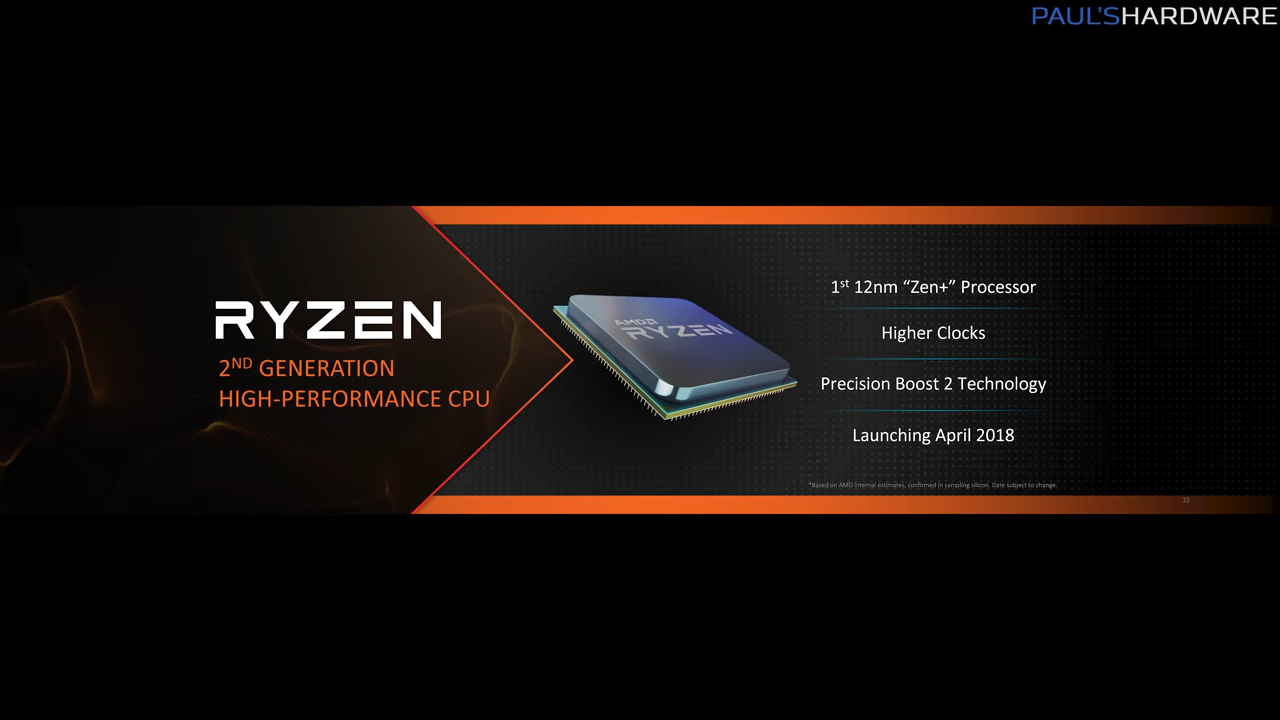 PAUL'SHARDWARE
RYZEN
2ND GENERATION
HIGH-PERFORMANCE CPU
AMD
RYZEN
1st 12nm “Zen+” Processor
Higher Clocks
Precision Boost 2 Technology
Launching April 2018
*Based on AMD internal estimates, confirmed in sampling silicon. Date subject to change.
22